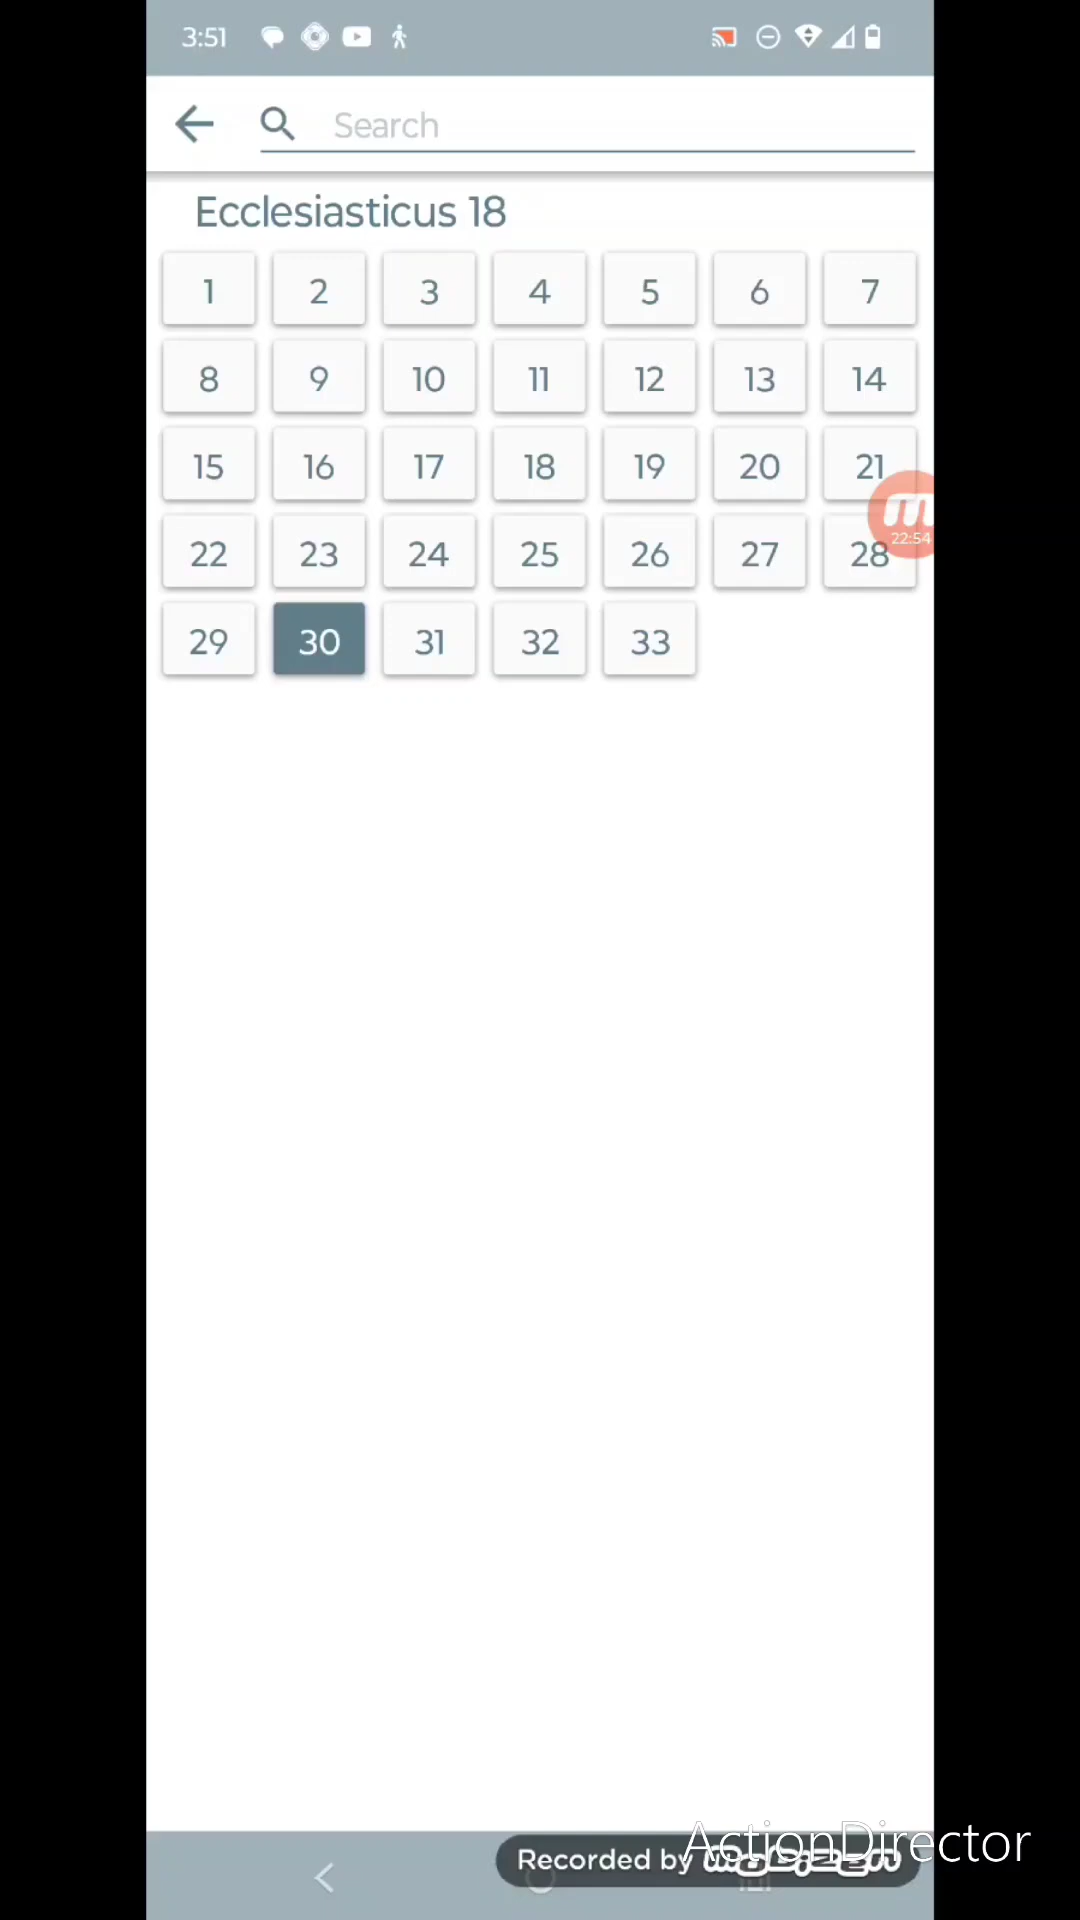 3:51
Search
Ecclesiasticus 18
1 2 3 4 5 6 7
8 9 10 11 12 13 14
15 16 17 18 19 20 21
m
22:54
22 23 24 25 26 27 28
29 30 31 32 33
ActionDirector
Recorded by mobizen